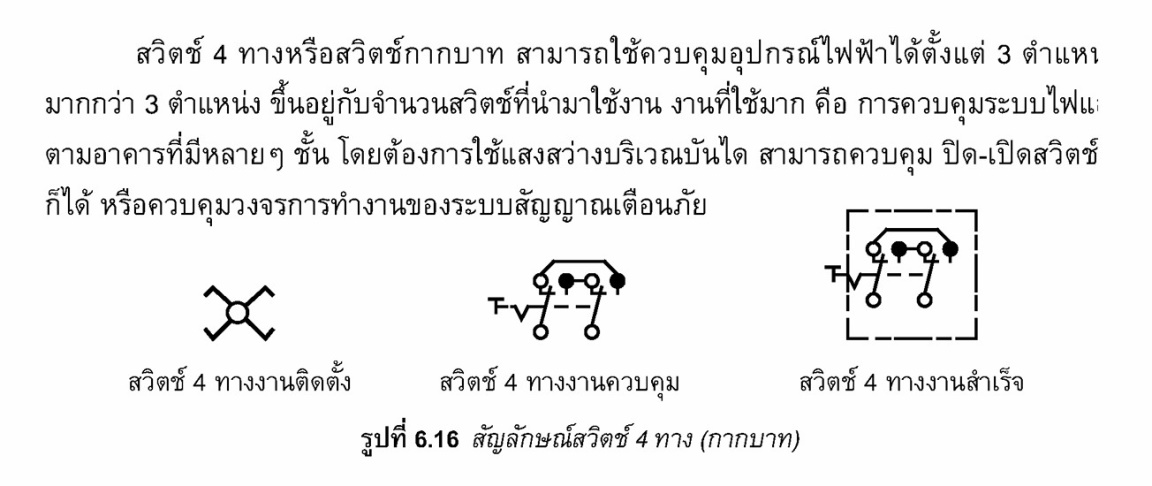 สวิตช์ 4 ทางหรือสวิตช์กากบาท สามารถใช้ควบคุมอุปกรณ์ไฟฟ้าได้ตั้งแต่ 3
มากกว่า 3 ตำแหน่ง ขึ้นอยู่กับจำนวนสวิตช์ที่นำมาใช้งาน งานที่ใช้มาก คือ การควบคุมระบบ
ตามอาคารที่มีหลายๆ ชั้น โดยต้องการใช้แสงสว่างบริเวณบันได สามารถควบคุม ปิด-เปิดสวิตช์
ก็ได้ หรือควบคุมวงจรการทำงานของระบบสัญญาณเตือนภัย
สวิตช์ 4 ทางงานติดตั้ง สวิตช์ 4 ทางงานควบคุม สวิตช์ 4 ทางงานสำเร็จ
รูปที่ 6.16 สัญลักษณ์สวิตช์ 4 ทาง (กากบาท)